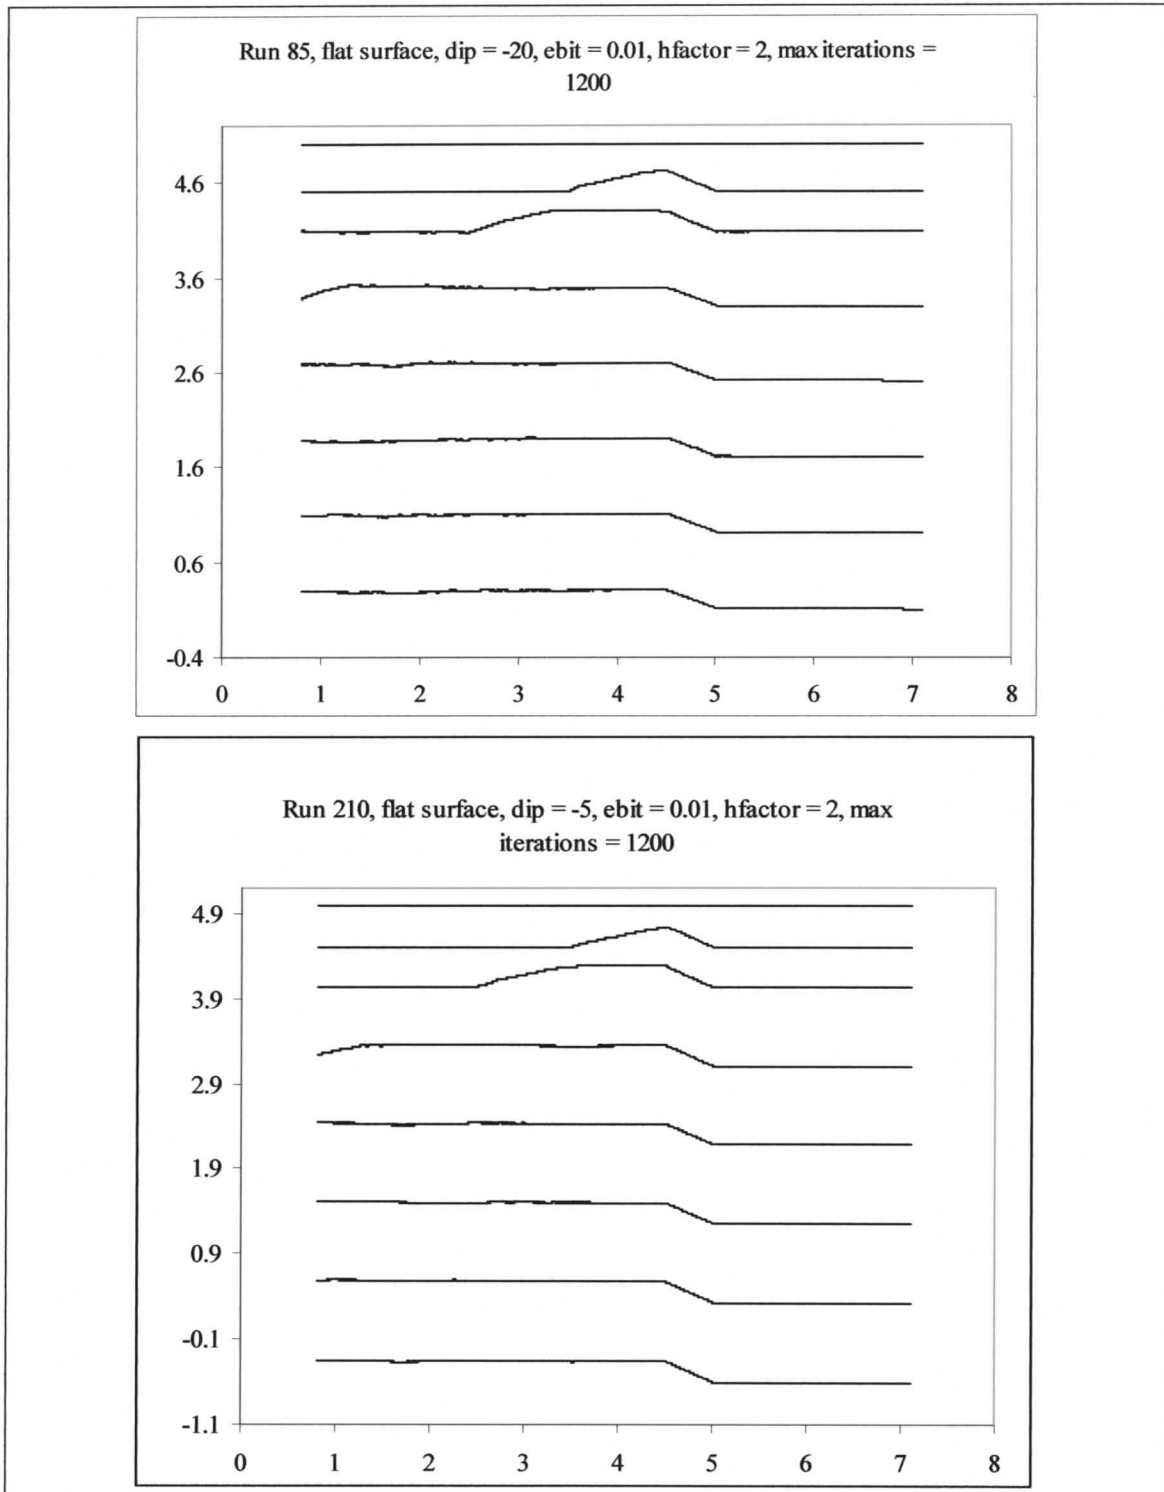 Run 85, flat surface, dip = -20, ebit = 0.01, hfactor = 2, max iterations =
1200
4.6
3.6
2.6
1.6
0.6
-0.4
0 1 2 3 4 5 6 7 8
Run 210, flat surface, dip = -5, ebit = 0.01, hfactor = 2, max
iterations = 1200
4.9
3.9
2.9
1.9
0.9
-0.1
-1.1
0 1 2 3 4 5 6 7 8